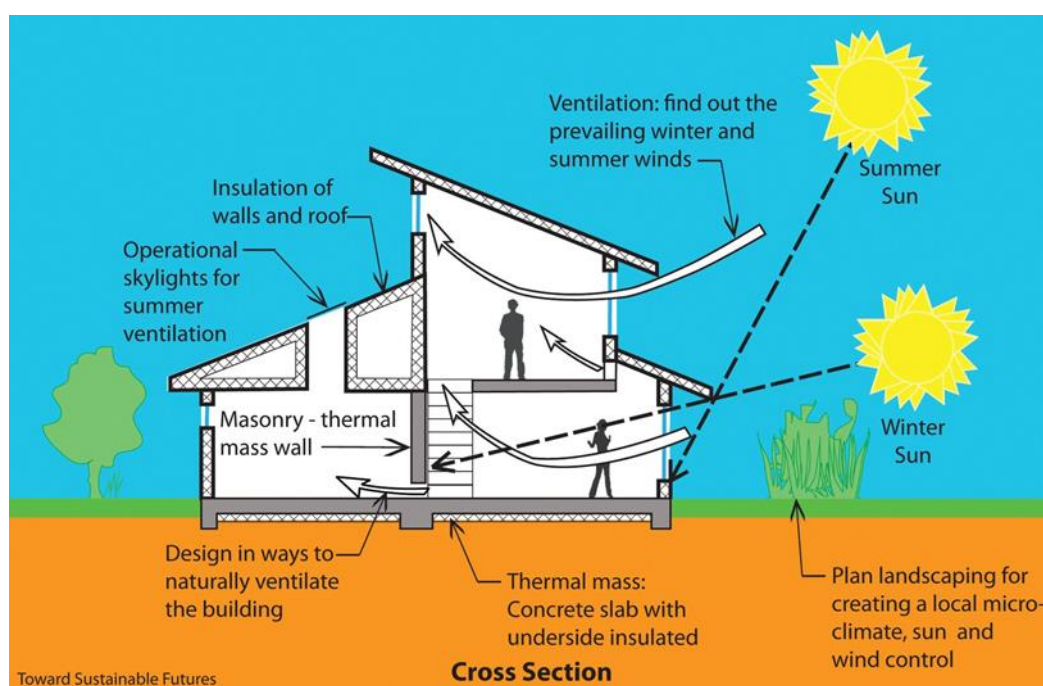 Ventilation: find out the
prevailing winter and
summer winds
Summer
Sun
Insulation of
walls and roof
Operational
skylights for
summer
ventilation
Winter
Sun
Masonry - thermal
mass wall
Design in ways to
naturally ventilate
the building
Thermal mass:
Concrete slab with
underside insulated
Plan landscaping for
creating a local micro-
climate, sun and
wind control
Cross Section
Toward Sustainable Futures